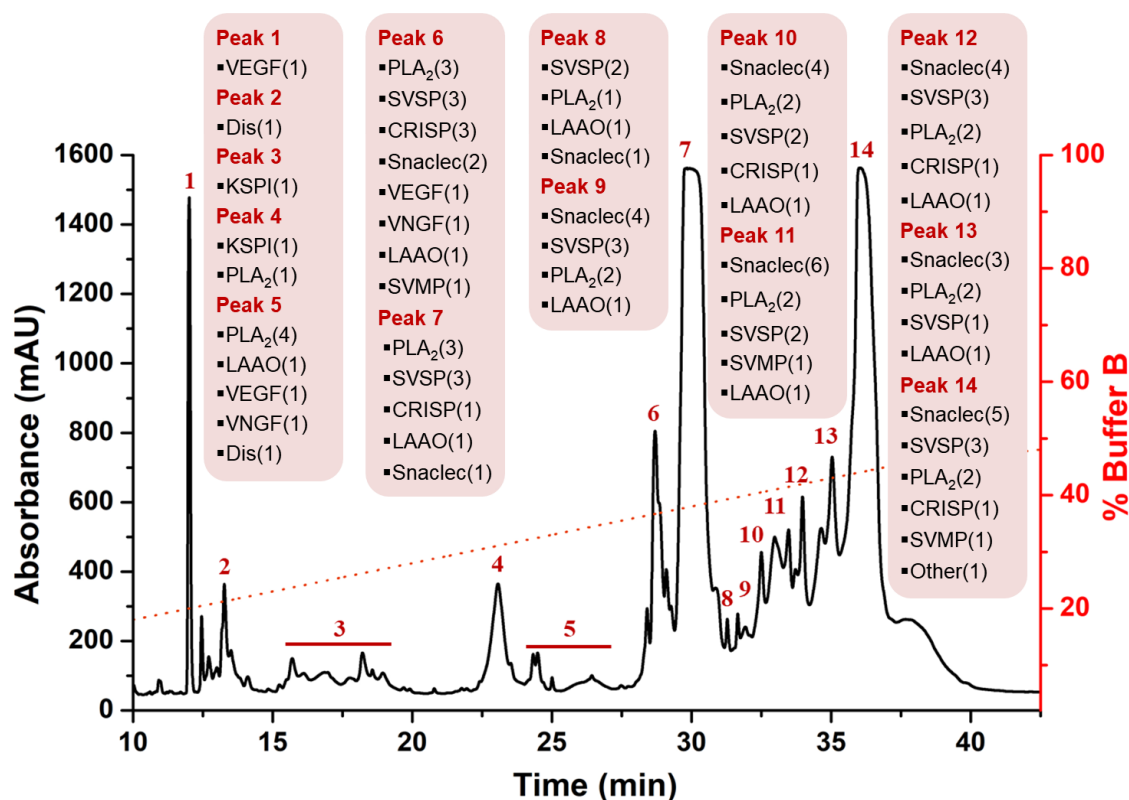 Peak 1
▪VEGF(1)
Peak 2
▪Dis(1)
Peak 3
▪KSPI(1)
Peak 4
▪KSPI(1)
▪PLA₂(1)
Peak 5
▪PLA₂(4)
▪LAAO(1)
▪VEGF(1)
▪VNGF(1)
▪Dis(1)
Peak 6
▪PLA₂(3)
▪SVSP(3)
▪CRISP(3)
▪Snaclec(2)
▪VEGF(1)
▪VNGF(1)
▪LAAO(1)
▪SVMP(1)
Peak 7
▪PLA₂(3)
▪SVSP(3)
▪CRISP(1)
▪LAAO(1)
▪Snaclec(1)
Peak 8
▪SVSP(2)
▪PLA₂(1)
▪LAAO(1)
▪Snaclec(1)
Peak 9
▪Snaclec(4)
▪SVSP(3)
▪PLA₂(2)
▪LAAO(1)
Peak 10
▪Snaclec(4)
▪PLA₂(2)
▪SVSP(2)
▪CRISP(1)
▪LAAO(1)
Peak 11
▪Snaclec(6)
▪PLA₂(2)
▪SVSP(2)
▪SVMP(1)
▪LAAO(1)
Peak 12
▪Snaclec(4)
▪SVSP(3)
▪PLA₂(2)
▪CRISP(1)
▪LAAO(1)
Peak 13
▪Snaclec(3)
▪PLA₂(2)
▪SVSP(1)
▪LAAO(1)
Peak 14
▪Snaclec(5)
▪SVSP(3)
▪PLA₂(2)
▪CRISP(1)
▪SVMP(1)
▪Other(1)
Absorbance (mAU)
1600
1400
1200
1000
800
600
400
200
0
1
2
3
4
5
6
7
8
9
10
11
12
13
14
100
80
60
40
20
% Buffer B
10 15 20 25 30 35 40
Time (min)